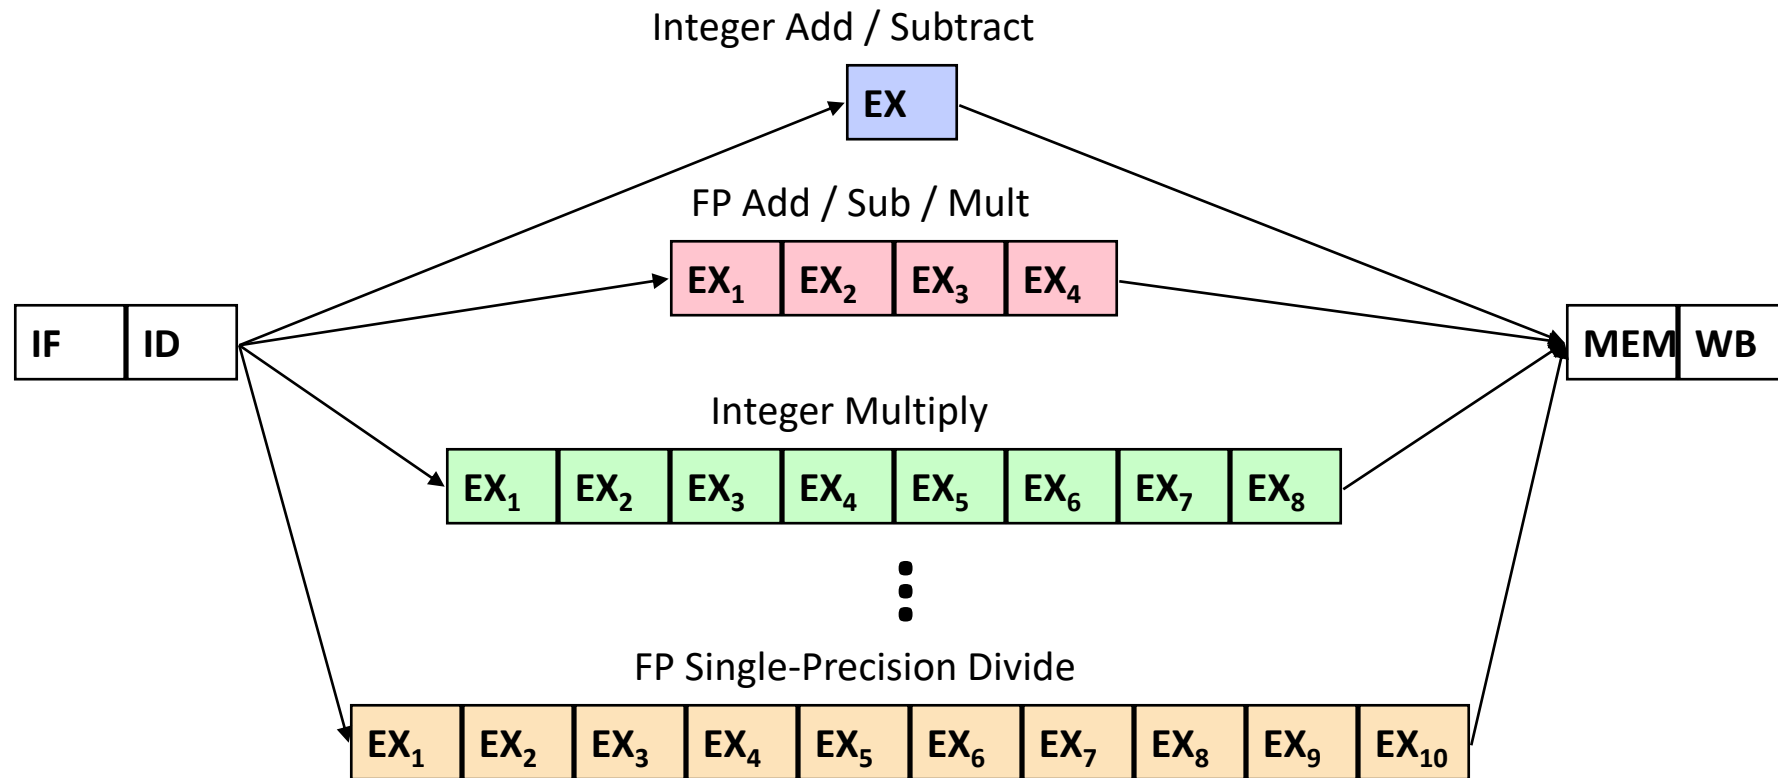 Integer Add / Subtract
EX
FP Add / Sub / Mult
EX₁ EX₂ EX₃ EX₄
IF ID
MEM WB
Integer Multiply
EX₁ EX₂ EX₃ EX₄ EX₅ EX₆ EX₇ EX₈
FP Single-Precision Divide
EX₁ EX₂ EX₃ EX₄ EX₅ EX₆ EX₇ EX₈ EX₉ EX₁₀